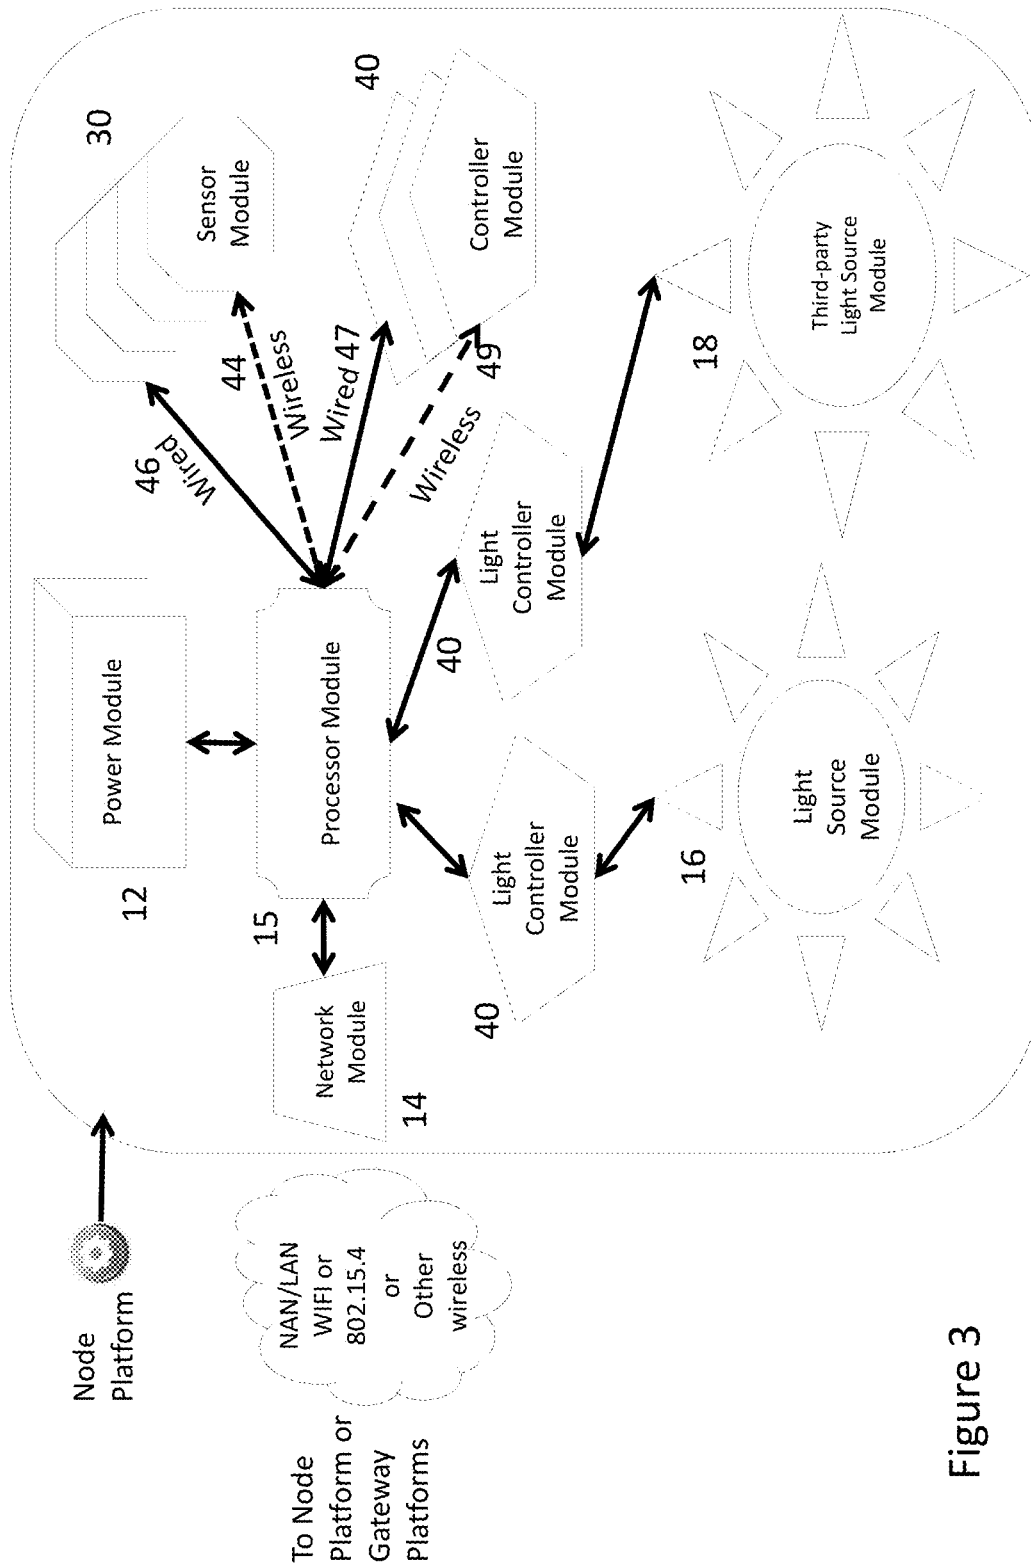 Node
Platform
To Node
Platform or
Gateway
Platforms
NAN/LAN
WIFI or
802.15.4
or
Other
wireless
Network
Module
14
12
Power Module
15
Processor Module
46
Wired
44
Wireless
Wired 47
Wireless
49
30
Sensor
Module
40
Controller
Module
40
Light
Controller
Module
40
Light
Controller
Module
16
Light
Source
Module
18
Third-party
Light Source
Module
Figure 3